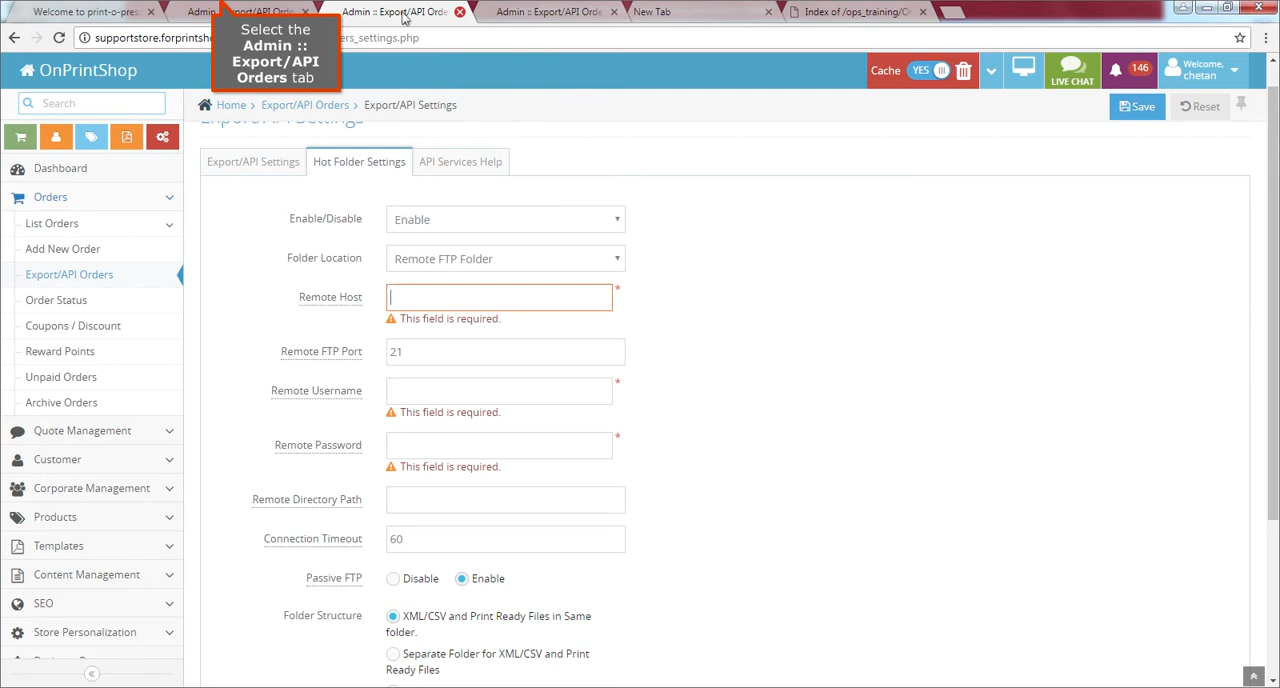 Welcome to print-o-pres
Admin :: Export/API Orde
Admin :: Export/API Orde
Admin :: Export/API Orde
New Tab
Index of /ops_training/O
Select the
Admin ::
Export/API
Orders tab
supportstore.forprintsh
rs_settings.php
OnPrintShop
Cache
YES
LIVE CHAT
146
Welcome,
chetan
Search
Home > Export/API Orders > Export/API Settings
Save
Reset
Export/API Settings
Export/API Settings
Hot Folder Settings
API Services Help
Dashboard
Orders
List Orders
Add New Order
Export/API Orders
Order Status
Coupons / Discount
Reward Points
Unpaid Orders
Archive Orders
Quote Management
Customer
Corporate Management
Products
Templates
Content Management
SEO
Store Personalization
Enable/Disable
Enable
Folder Location
Remote FTP Folder
Remote Host
*
This field is required.
Remote FTP Port
21
Remote Username
*
This field is required.
Remote Password
*
This field is required.
Remote Directory Path
Connection Timeout
60
Passive FTP
Disable
Enable
Folder Structure
XML/CSV and Print Ready Files in Same
folder.
Separate Folder for XML/CSV and Print
Ready Files